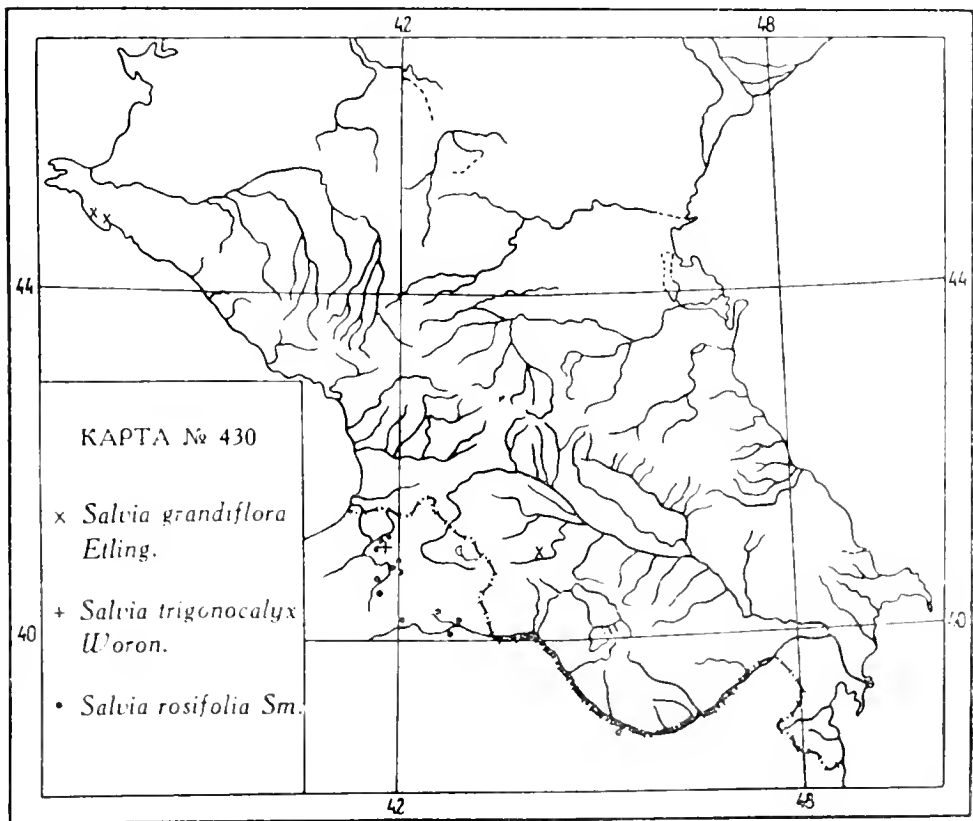 42 48
44 44
КАРТА № 430
× Salvia grandiflora
Etling.
+ Salvia trigonocalyx
Woron.
• Salvia rosifolia Sm.
40 40
42 48